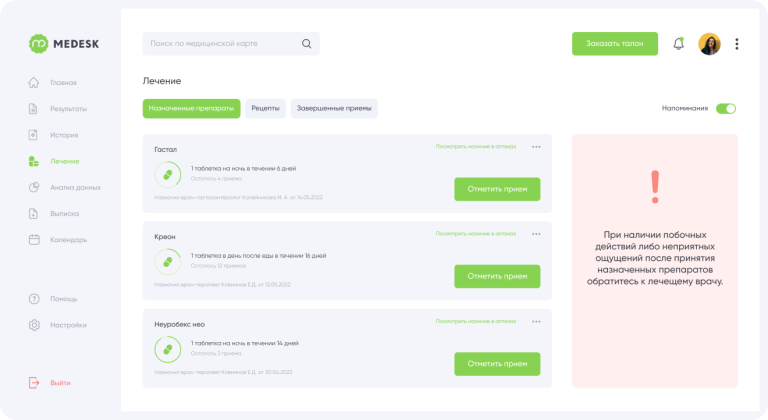 MEDESK
Поиск по медицинской карте
Заказать талон
Главная
Результаты
История
Лечение
Анализ данных
Выписка
Календарь
Помощь
Настройки
Выйти
Лечение
Назначенные препараты
Рецепты
Завершенные приемы
Напоминания
Гастал
Посмотреть наличие в аптеках
1 таблетка на ночь в течении 6 дней
Осталось 4 приема
Отметить прием
Назначил врач-гастроэнтеролог Калейникова И. А. от 14.05.2022
Креон
Посмотреть наличие в аптеках
1 таблетка в день после еды в течении 16 дней
Осталось 12 приемов
Отметить прием
Назначил врач-терапевт Климёнок Е.Д. от 12.05.2022
Неуробекс нео
Посмотреть наличие в аптеках
1 таблетка на ночь в течении 14 дней
Осталось 2 приема
Отметить прием
Назначил врач-терапевт Климёнок Е.Д. от 30.04.2023
!
При наличии побочных
действий либо неприятных
ощущений после принятия
назначенных препаратов
обратитесь к лечещему врачу.